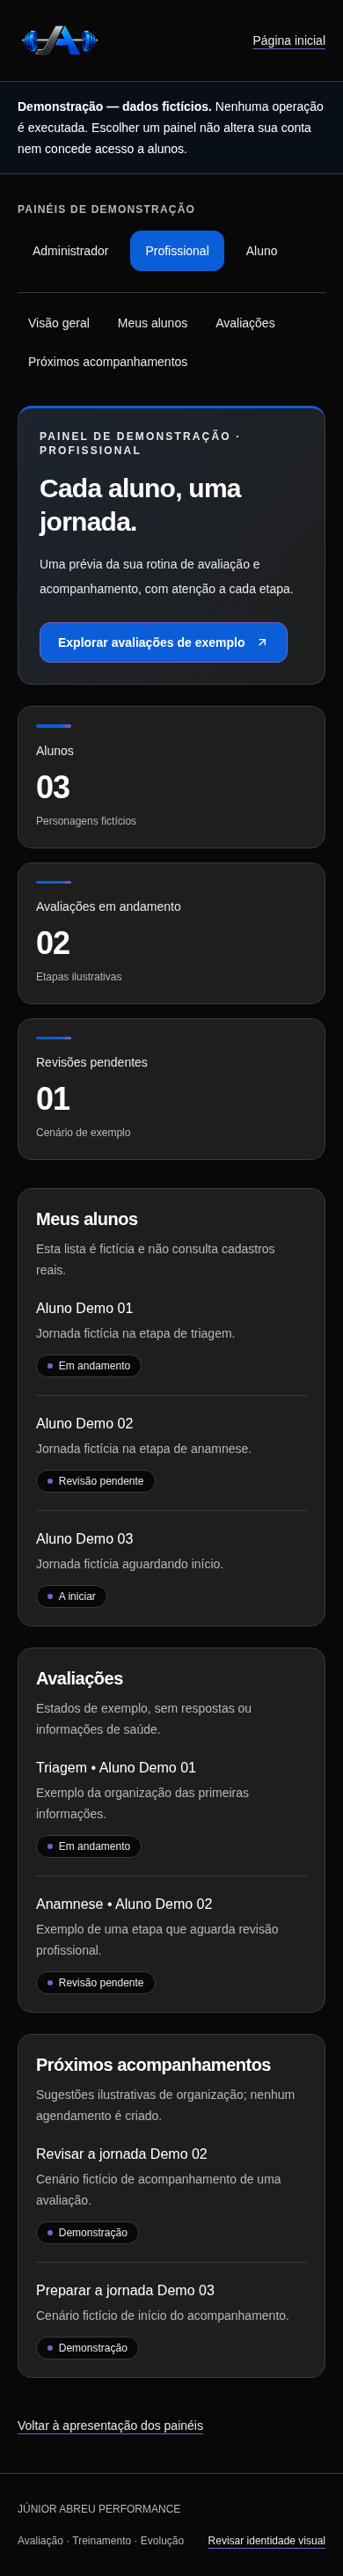 JA
Página inicial
Demonstração — dados fictícios. Nenhuma operação
é executada. Escolher um painel não altera sua conta
nem concede acesso a alunos.
PAINÉIS DE DEMONSTRAÇÃO
Administrador
Profissional
Aluno
Visão geral
Meus alunos
Avaliações
Próximos acompanhamentos
PAINEL DE DEMONSTRAÇÃO ·
PROFISSIONAL
Cada aluno, uma
jornada.
Uma prévia da sua rotina de avaliação e
acompanhamento, com atenção a cada etapa.
Explorar avaliações de exemplo
Alunos
03
Personagens fictícios
Avaliações em andamento
02
Etapas ilustrativas
Revisões pendentes
01
Cenário de exemplo
Meus alunos
Esta lista é fictícia e não consulta cadastros
reais.
Aluno Demo 01
Jornada fictícia na etapa de triagem.
Em andamento
Aluno Demo 02
Jornada fictícia na etapa de anamnese.
Revisão pendente
Aluno Demo 03
Jornada fictícia aguardando início.
A iniciar
Avaliações
Estados de exemplo, sem respostas ou
informações de saúde.
Triagem • Aluno Demo 01
Exemplo da organização das primeiras
informações.
Em andamento
Anamnese • Aluno Demo 02
Exemplo de uma etapa que aguarda revisão
profissional.
Revisão pendente
Próximos acompanhamentos
Sugestões ilustrativas de organização; nenhum
agendamento é criado.
Revisar a jornada Demo 02
Cenário fictício de acompanhamento de uma
avaliação.
Demonstração
Preparar a jornada Demo 03
Cenário fictício de início do acompanhamento.
Demonstração
Voltar à apresentação dos painéis
JÚNIOR ABREU PERFORMANCE
Avaliação · Treinamento · Evolução
Revisar identidade visual